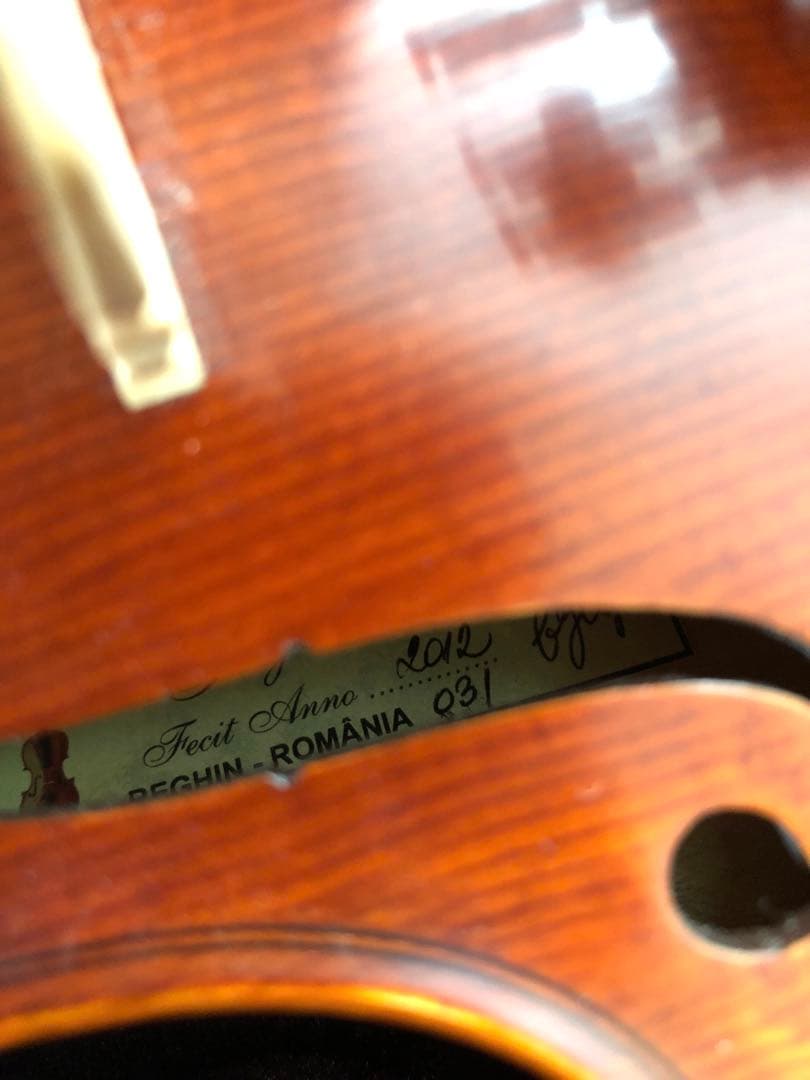 Fecit Anno ............ 2012
REGHIN - ROMÂNIA 031